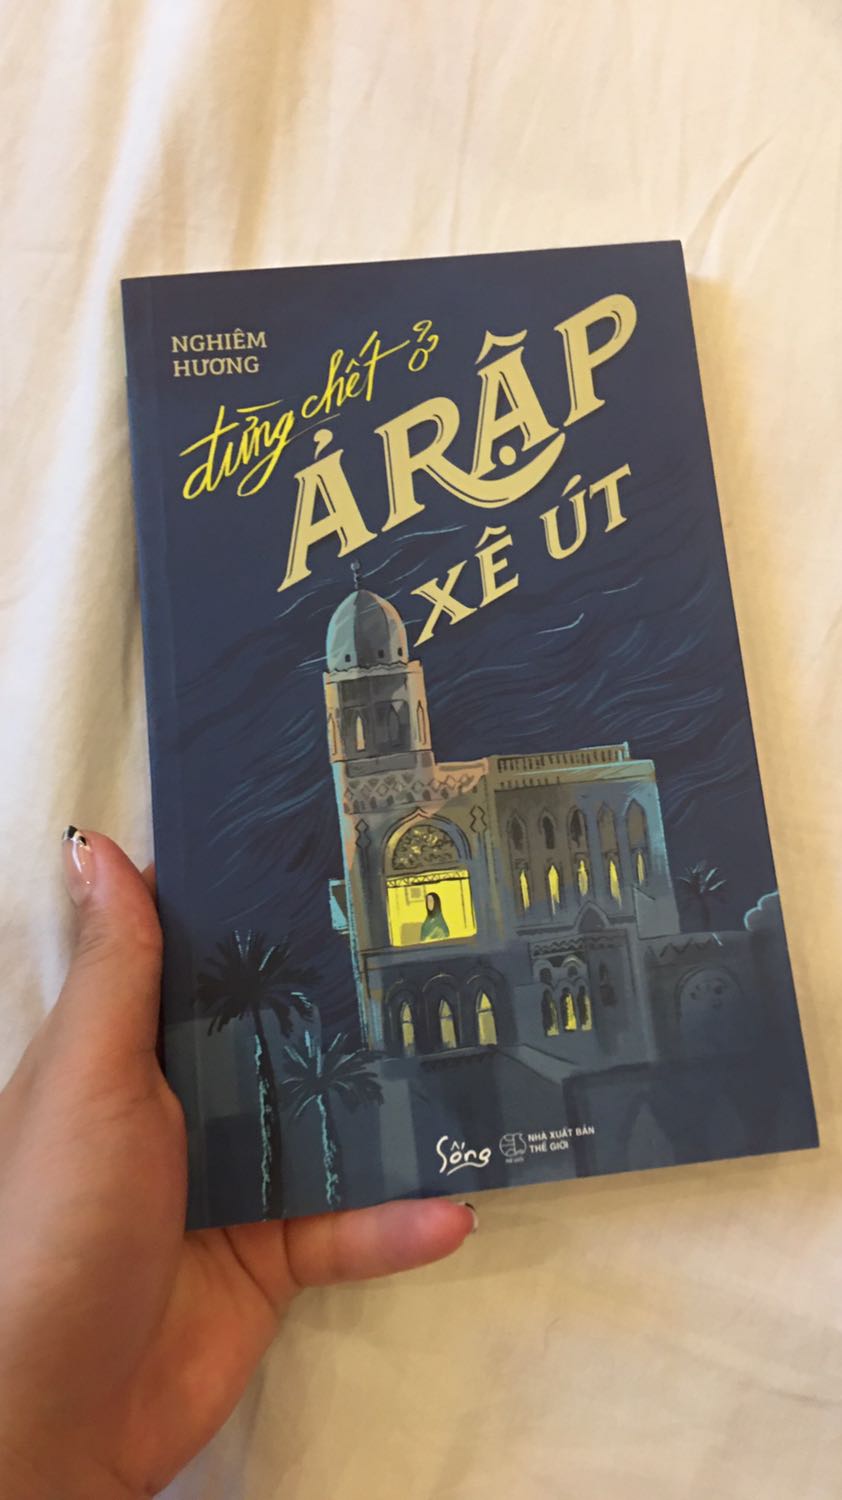 NGHIÊM
HƯƠNG
đừng chết ở
Ả RẬP
XÊ ÚT
Sống
NHÀ XUẤT BẢN
THẾ GIỚI